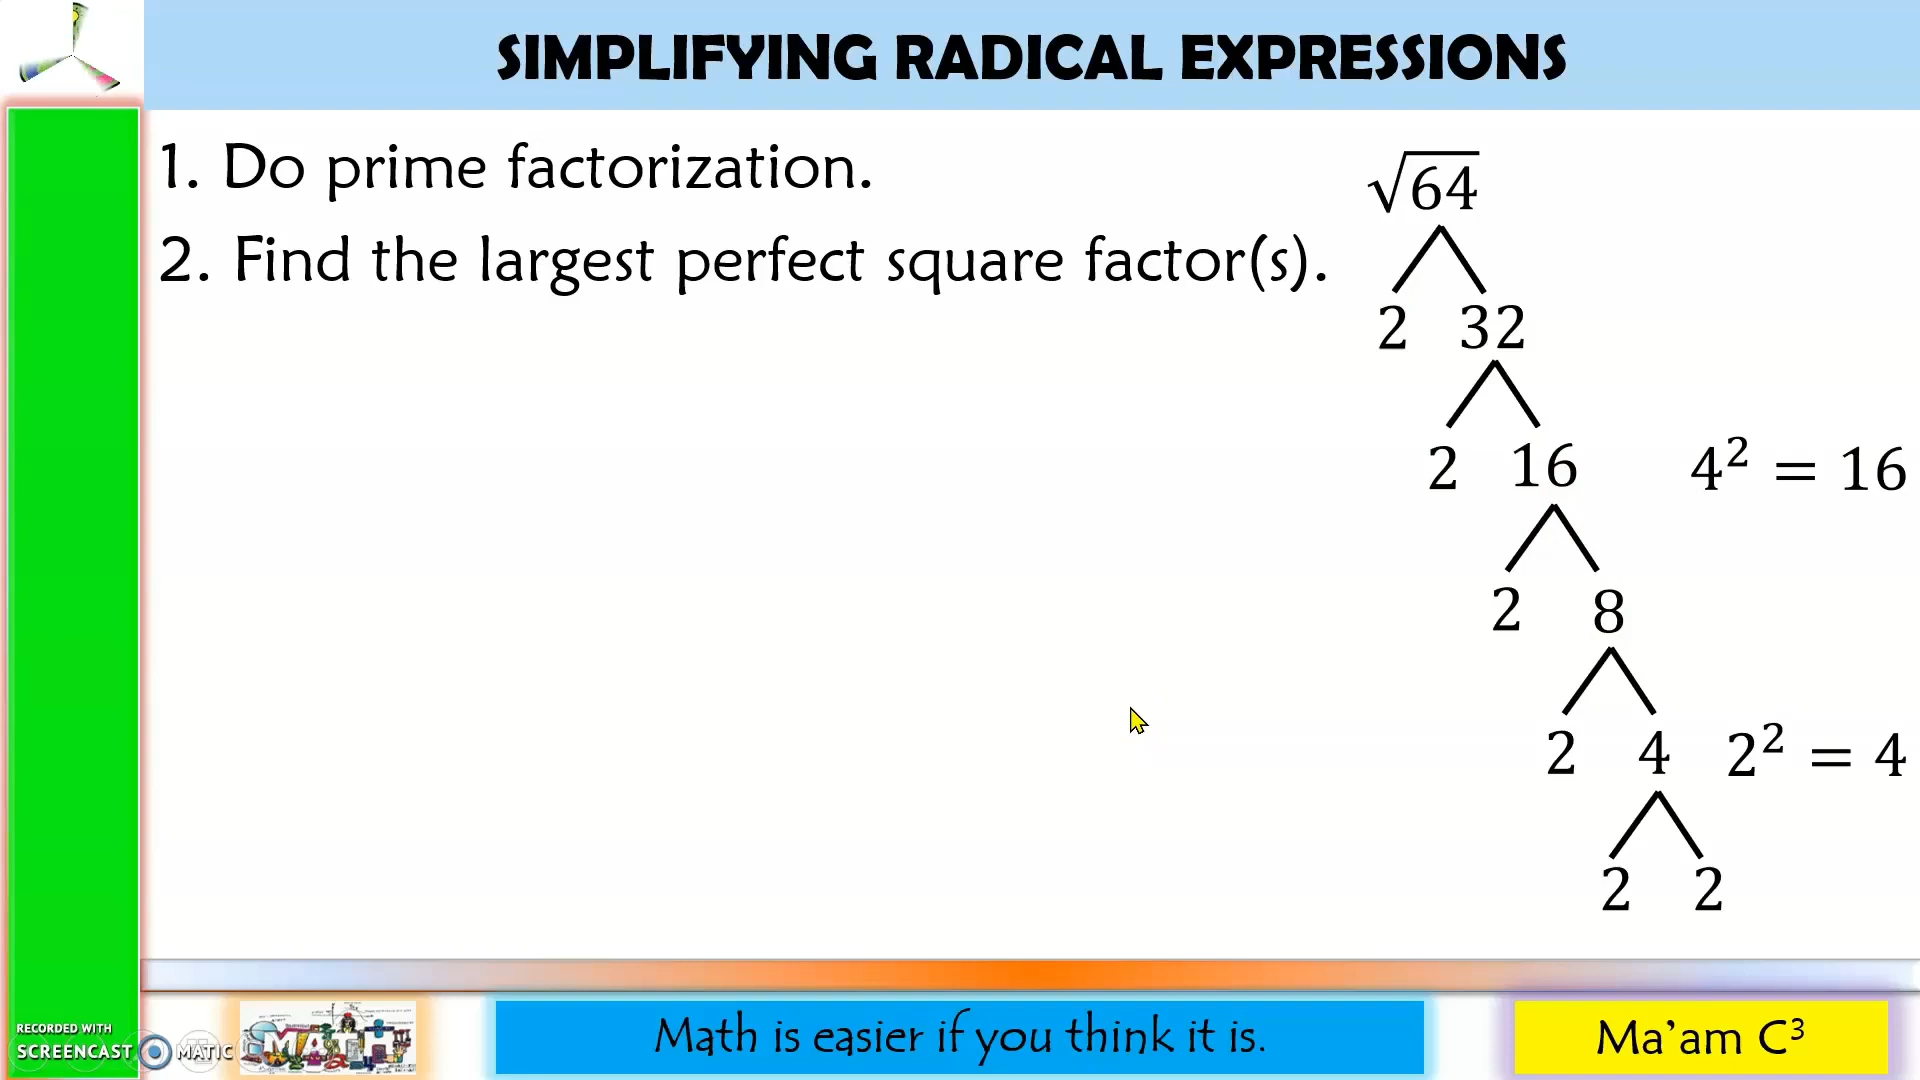 SIMPLIFYING RADICAL EXPRESSIONS
1. Do prime factorization.
2. Find the largest perfect square factor(s).
√64
2 32
2 16 4² = 16
2 8
2 4 2² = 4
2 2
RECORDED WITH
SCREENCAST MATIC
MATH
Math is easier if you think it is.
Ma’am C³